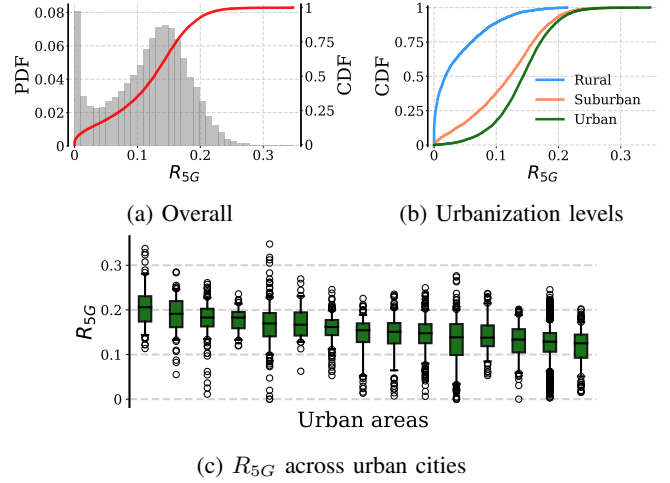 0.08
0.06
0.04
0.02
0.00
PDF
1
0.75
0.5
0.25
0
CDF
0
0.1
0.2
0.3
R5G
(a) Overall
1
0.75
0.5
0.25
0
CDF
Rural
Suburban
Urban
0
0.1
0.2
0.3
R5G
(b) Urbanization levels
0.3
0.2
0.1
0
R5G
Urban areas
(c) R5G across urban cities